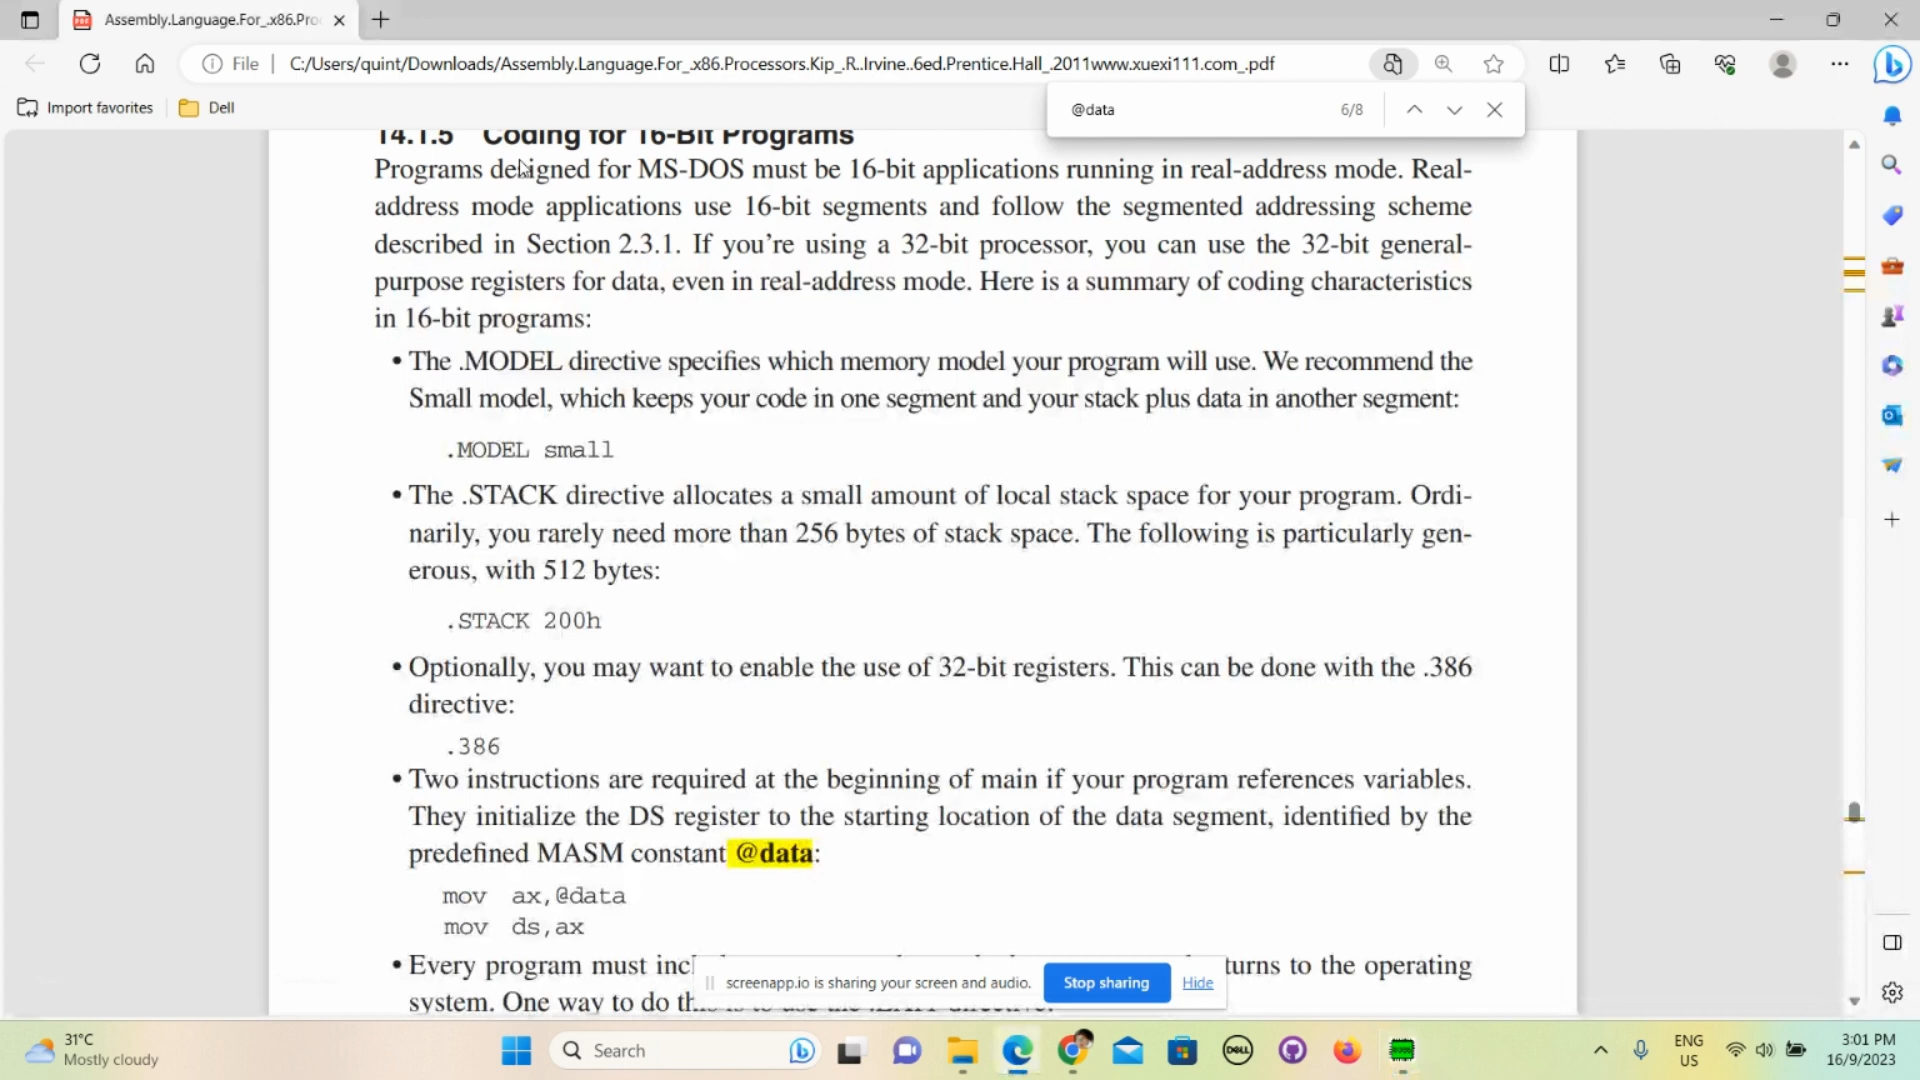 Assembly.Language.For_.x86.Pro
File
C:/Users/quint/Downloads/Assembly.Language.For_.x86.Processors.Kip_.R..Irvine..6ed.Prentice.Hall_.2011www.xuexi111.com_.pdf
Import favorites
Dell
@data 6/8
14.1.5 Coding for 16-Bit Programs
Programs designed for MS-DOS must be 16-bit applications running in real-address mode. Real-
address mode applications use 16-bit segments and follow the segmented addressing scheme
described in Section 2.3.1. If you’re using a 32-bit processor, you can use the 32-bit general-
purpose registers for data, even in real-address mode. Here is a summary of coding characteristics
in 16-bit programs:
• The .MODEL directive specifies which memory model your program will use. We recommend the
Small model, which keeps your code in one segment and your stack plus data in another segment:
.MODEL small
• The .STACK directive allocates a small amount of local stack space for your program. Ordi-
narily, you rarely need more than 256 bytes of stack space. The following is particularly gen-
erous, with 512 bytes:
.STACK 200h
• Optionally, you may want to enable the use of 32-bit registers. This can be done with the .386
directive:
.386
• Two instructions are required at the beginning of main if your program references variables.
They initialize the DS register to the starting location of the data segment, identified by the
predefined MASM constant @data:
mov ax,@data
mov ds,ax
• Every program must turns to the operating
system. One way to do
screenapp.io is sharing your screen and audio.
Stop sharing
Hide
31°C
Mostly cloudy
Search
DELL
ENG
US
3:01 PM
16/9/2023